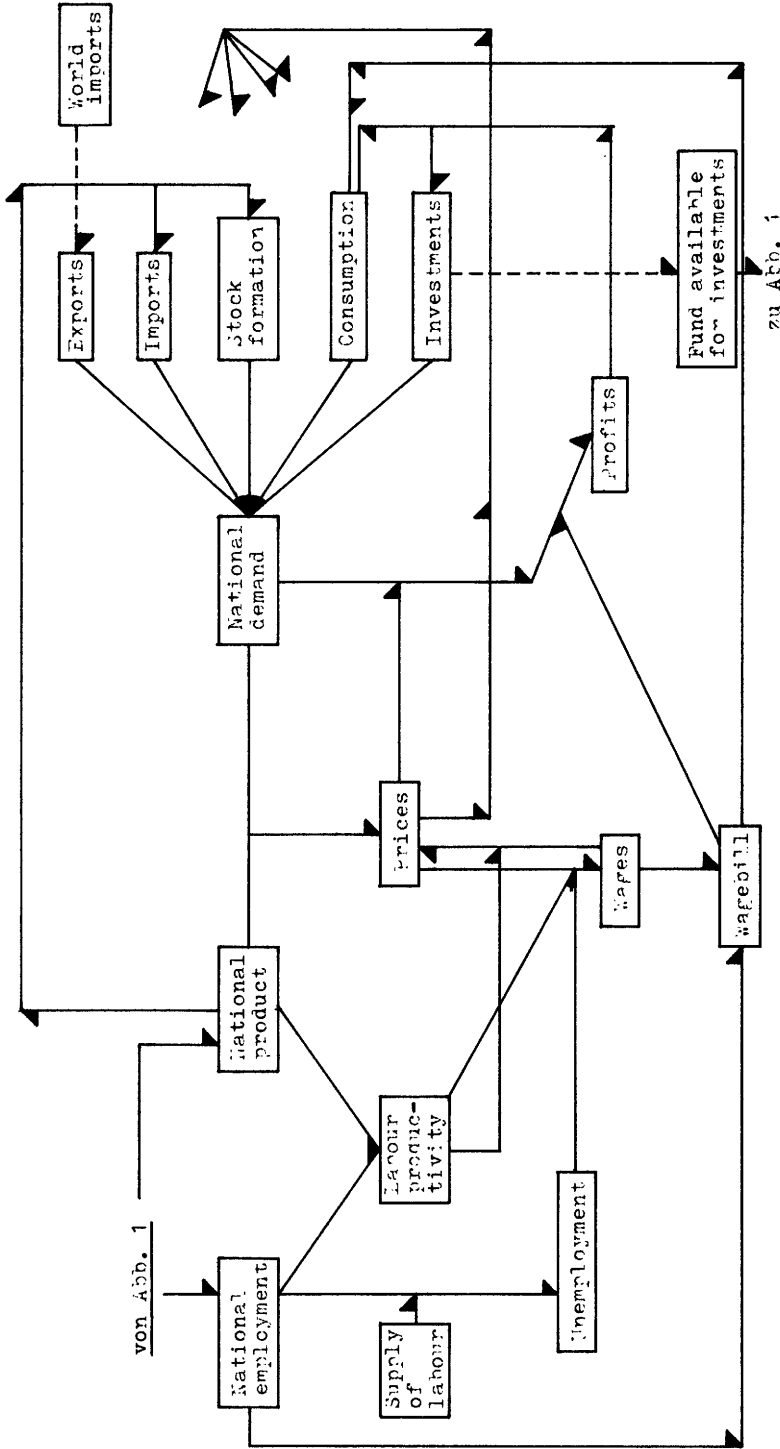 von Abb. 1
National
employment
National
product
Supply
of
labour
Labour
produc-
tivity
Unemployment
Prices
Wages
Wagebill
National
demand
Profits
Exports
Imports
Stock
formation
Consumption
Investments
World
imports
Fund available
for investments
zu Abb. 1